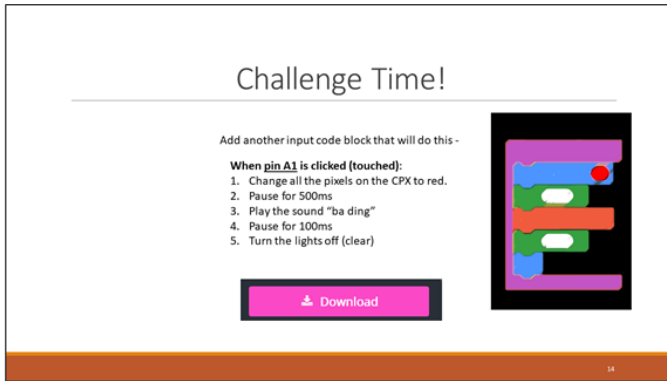 Challenge Time!
Add another input code block that will do this -
When pin A1 is clicked (touched):
1. Change all the pixels on the CPX to red.
2. Pause for 500ms
3. Play the sound “ba ding”
4. Pause for 100ms
5. Turn the lights off (clear)
Download
14